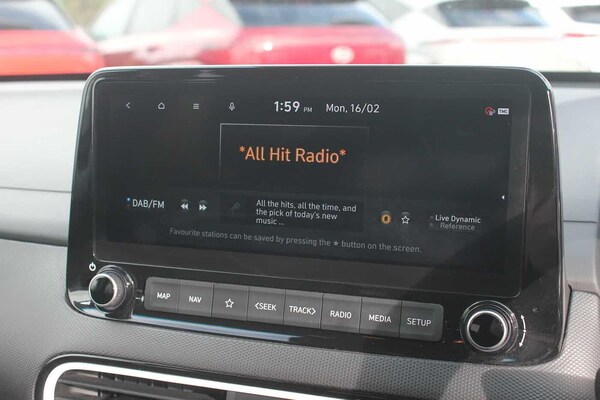 1:59 PM Mon, 16/02
TMC
*All Hit Radio*
DAB/FM
All the hits, all the time, and
the pick of today's new
music ...
Live Dynamic
Reference
Favourite stations can be saved by pressing the ★ button on the screen.
MAP NAV ☆ <SEEK TRACK> RADIO MEDIA SETUP